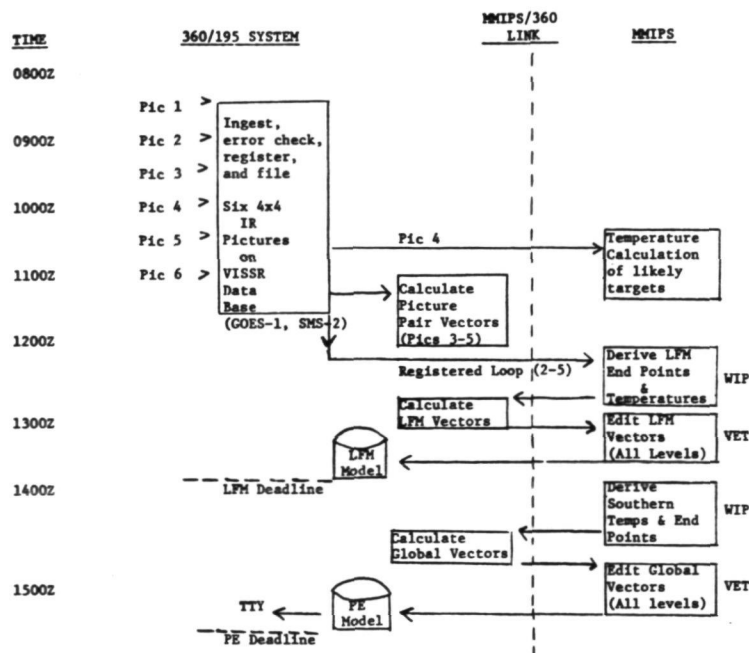 MMIPS/360
TIME 360/195 SYSTEM LINK MMIPS
0800Z
Pic 1 >
0900Z
Pic 2 >
Pic 3 >
1000Z
Pic 4 >
Pic 5 >
Pic 6 >
1100Z
Ingest,
error check,
register,
and file
Six 4x4
IR
Pictures
on
VISSR
Data
Base
(GOES-1, SMS-2)
Pic 4
Temperature
Calculation
of likely
targets
Calculate
Picture
Pair Vectors
(Pics 3-5)
1200Z
Registered Loop (2-5)
Derive LFM
End Points
&
Temperatures
WIP
Calculate
LFM Vectors
1300Z
Edit LFM
Vectors
(All Levels)
VET
LFM
Model
1400Z
LFM Deadline
Derive
Southern
Temps & End
Points
WIP
Calculate
Global Vectors
1500Z
Edit Global
Vectors
(All levels)
VET
TTY
PE
Model
PE Deadline